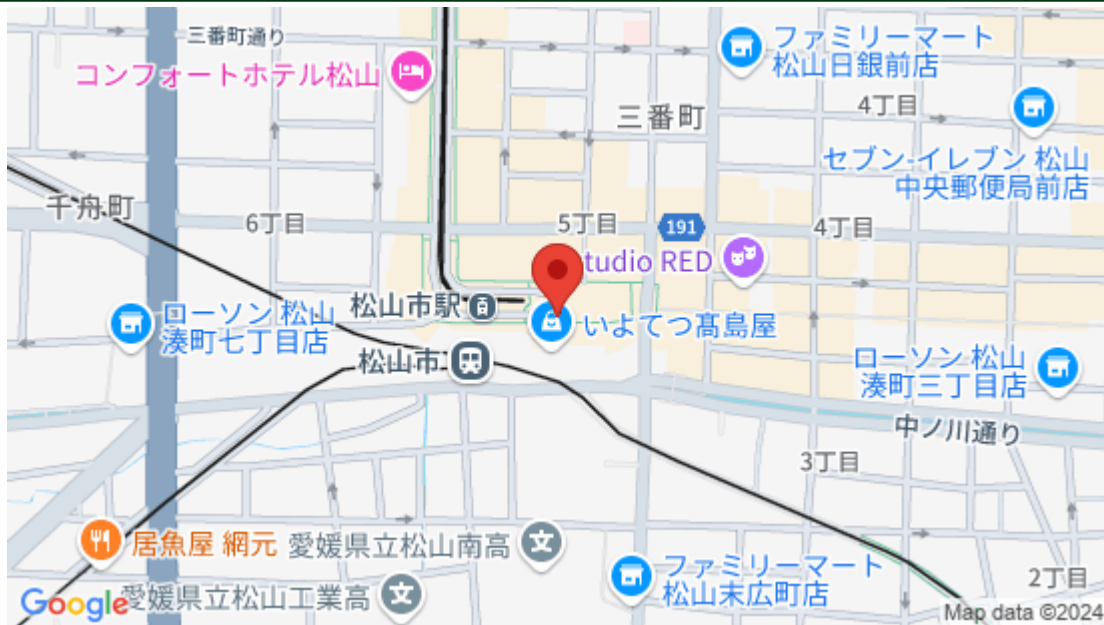 三番町通り
コンフォートホテル松山
ファミリーマート
松山日銀前店
三番町
4丁目
セブン-イレブン 松山
中央郵便局前店
千舟町
6丁目
5丁目
191
4丁目
tudio RED
松山市駅
ローソン 松山
湊町七丁目店
いよてつ髙島屋
松山市
ローソン 松山
湊町三丁目店
中ノ川通り
3丁目
居魚屋 網元
愛媛県立松山南高
文
ファミリーマート
松山末広町店
2丁目
Google
愛媛県立松山工業高
文
Map data ©2024